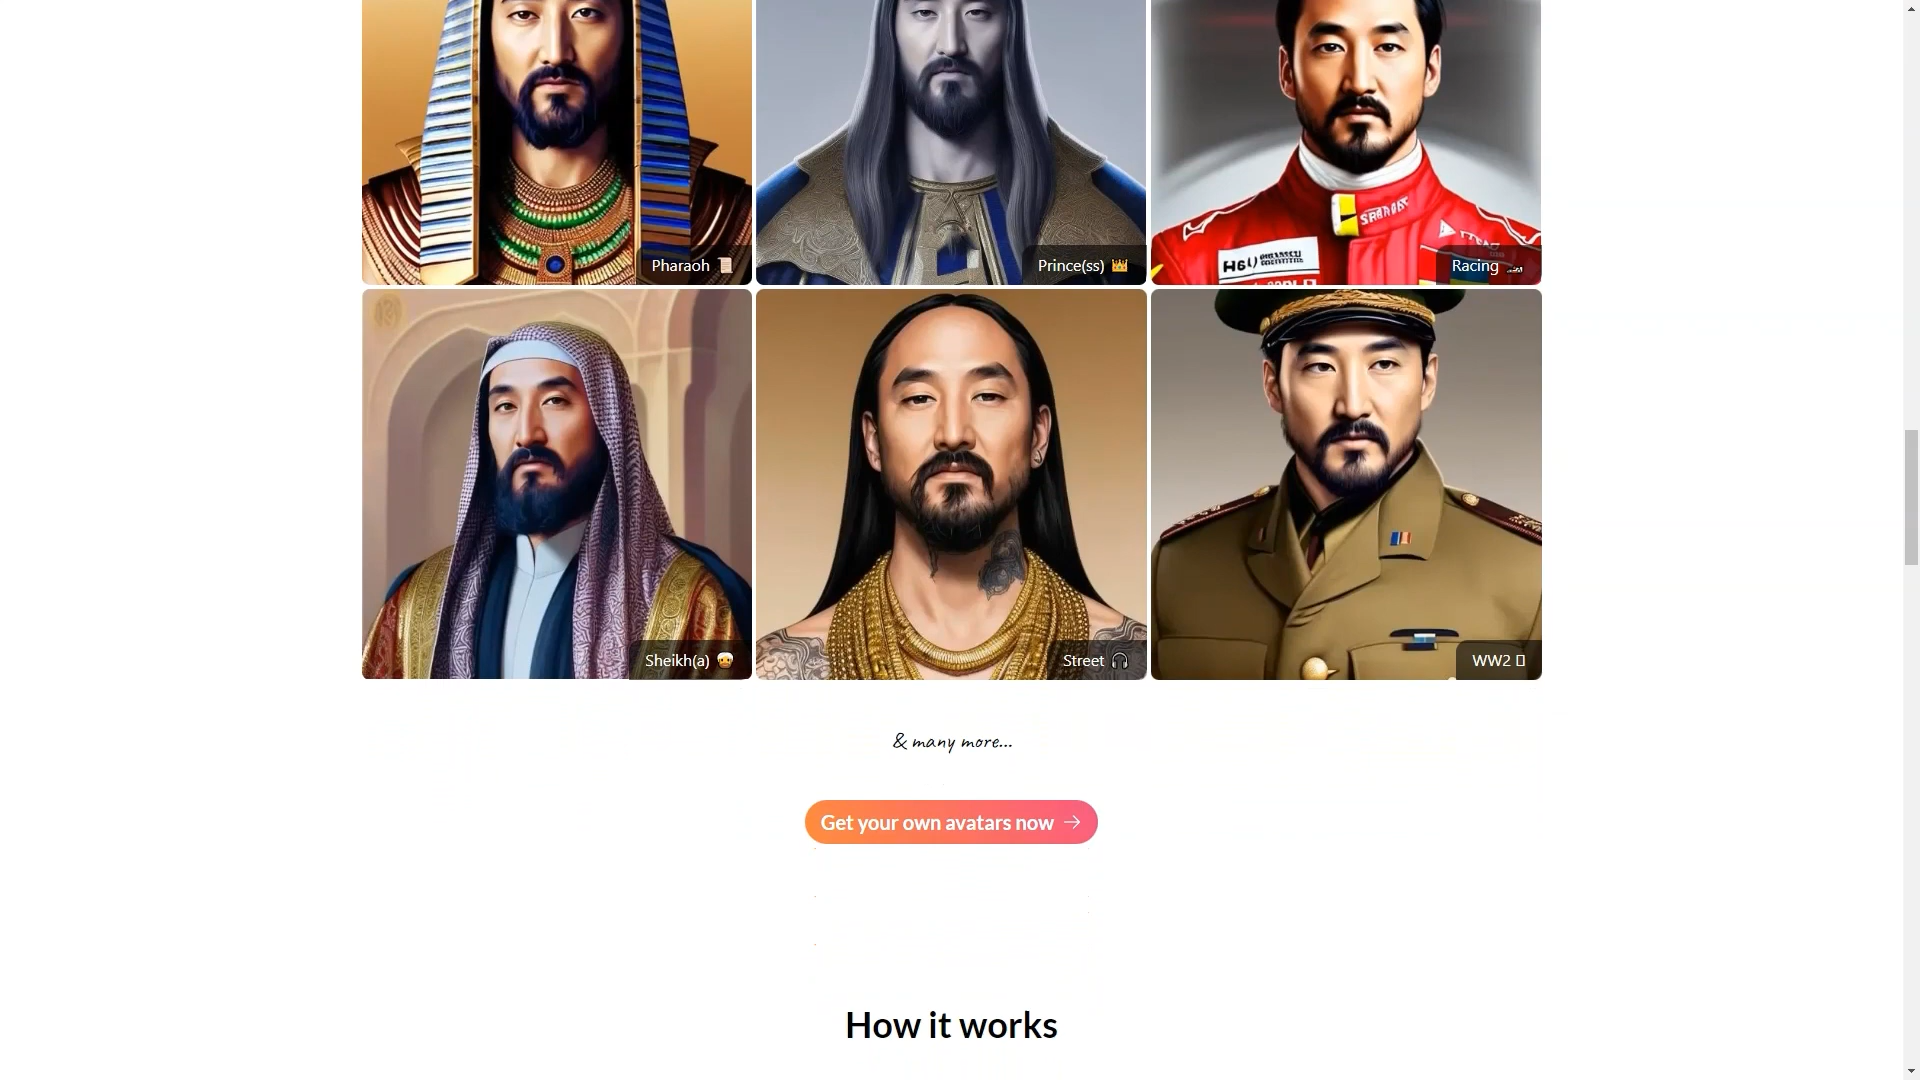 Pharaoh 📜
Prince(ss) 👑
Racing 🏎
Sheikh(a) 👳
Street 🎧
WW2
& many more...
Get your own avatars now →
How it works